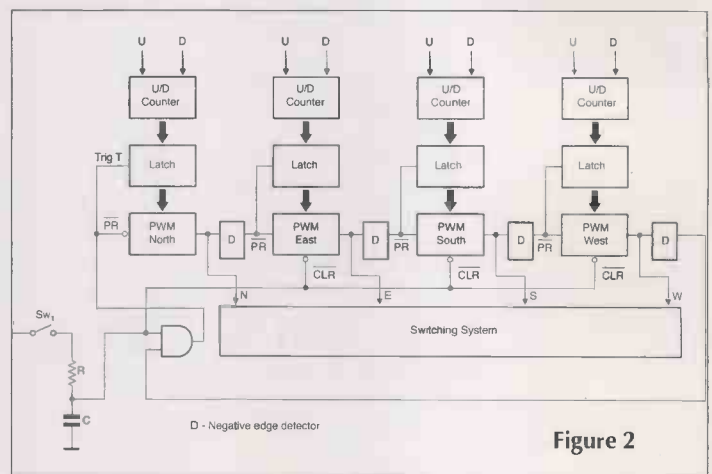 U D U D U D U D
U/D Counter U/D Counter U/D Counter U/D Counter
Trig T
Latch Latch Latch Latch
PR PWM North D PR PWM East D PR PWM South D PR PWM West D
CLR CLR CLR
N E S W
Sw1
Switching System
R
C
D - Negative edge detector
Figure 2